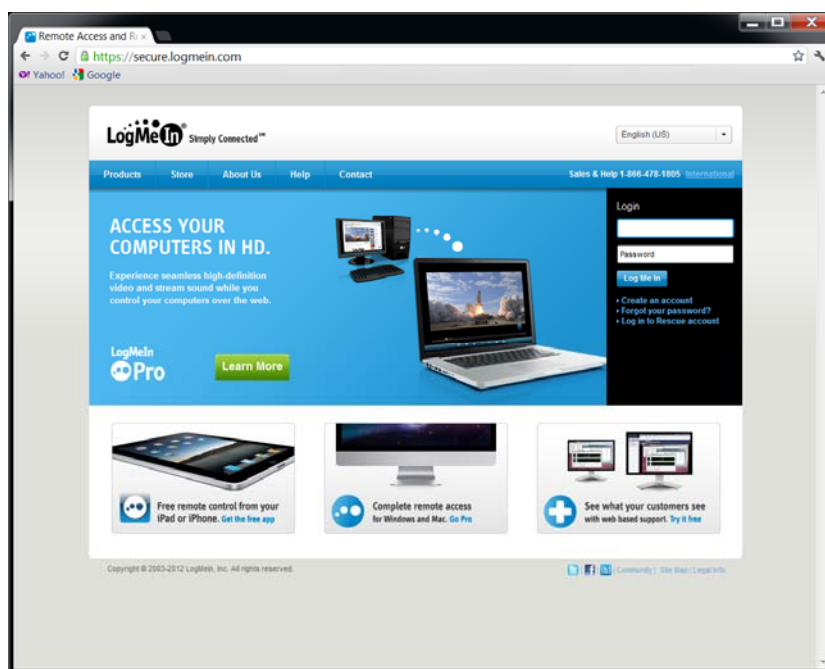 Remote Access and Re
https://secure.logmein.com
Yahoo! Google
LogMeIn® Simply Connected℠
English (US)
Products Store About Us Help Contact
Sales & Help 1-866-478-1805 International
ACCESS YOUR
COMPUTERS IN HD.
Experience seamless high-definition
video and stream sound while you
control your computers over the web.
LogMeIn
Pro
Learn More
Login
Password
Log Me In
Create an account
Forgot your password?
Log in to Rescue account
Free remote control from your
iPad or iPhone. Get the free app
Complete remote access
for Windows and Mac. Go Pro
See what your customers see
with web based support. Try it free
Copyright © 2003-2012 LogMeIn, Inc. All rights reserved.
Community | Site Map | Legal Info